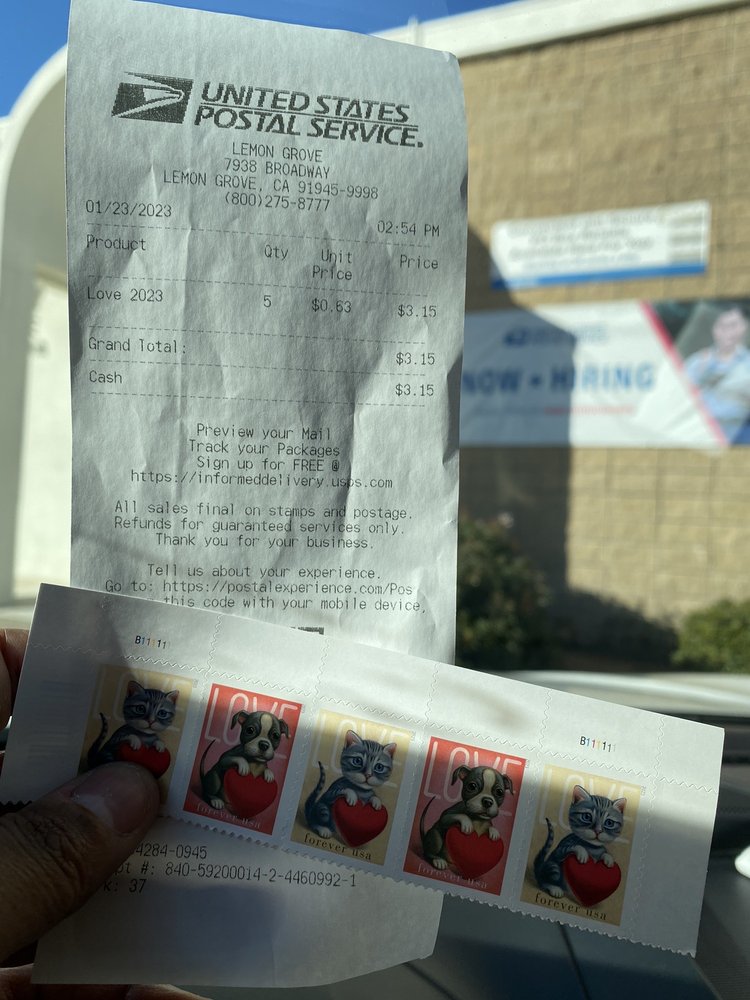 UNITED STATES
POSTAL SERVICE.
LEMON GROVE
7938 BROADWAY
LEMON GROVE, CA 91945-9998
(800)275-8777
01/23/2023 02:54 PM
Product Qty Unit Price
Price
Love 2023 5 $0.63 $3.15
Grand Total: $3.15
Cash $3.15
Preview your Mail
Track your Packages
Sign up for FREE @
https://informeddelivery.usps.com
All sales final on stamps and postage.
Refunds for guaranteed services only.
Thank you for your business.
Tell us about your experience.
Go to: https://postalexperience.com/Pos
this code with your mobile device,
NOW HIRING
B11111
B11111
LOVE
LOVE
forever usa
LOVE
forever usa
LOVE
forever usa
LOVE
forever usa
4284-0945
pt #: 840-59200014-2-4460992-1
k: 37